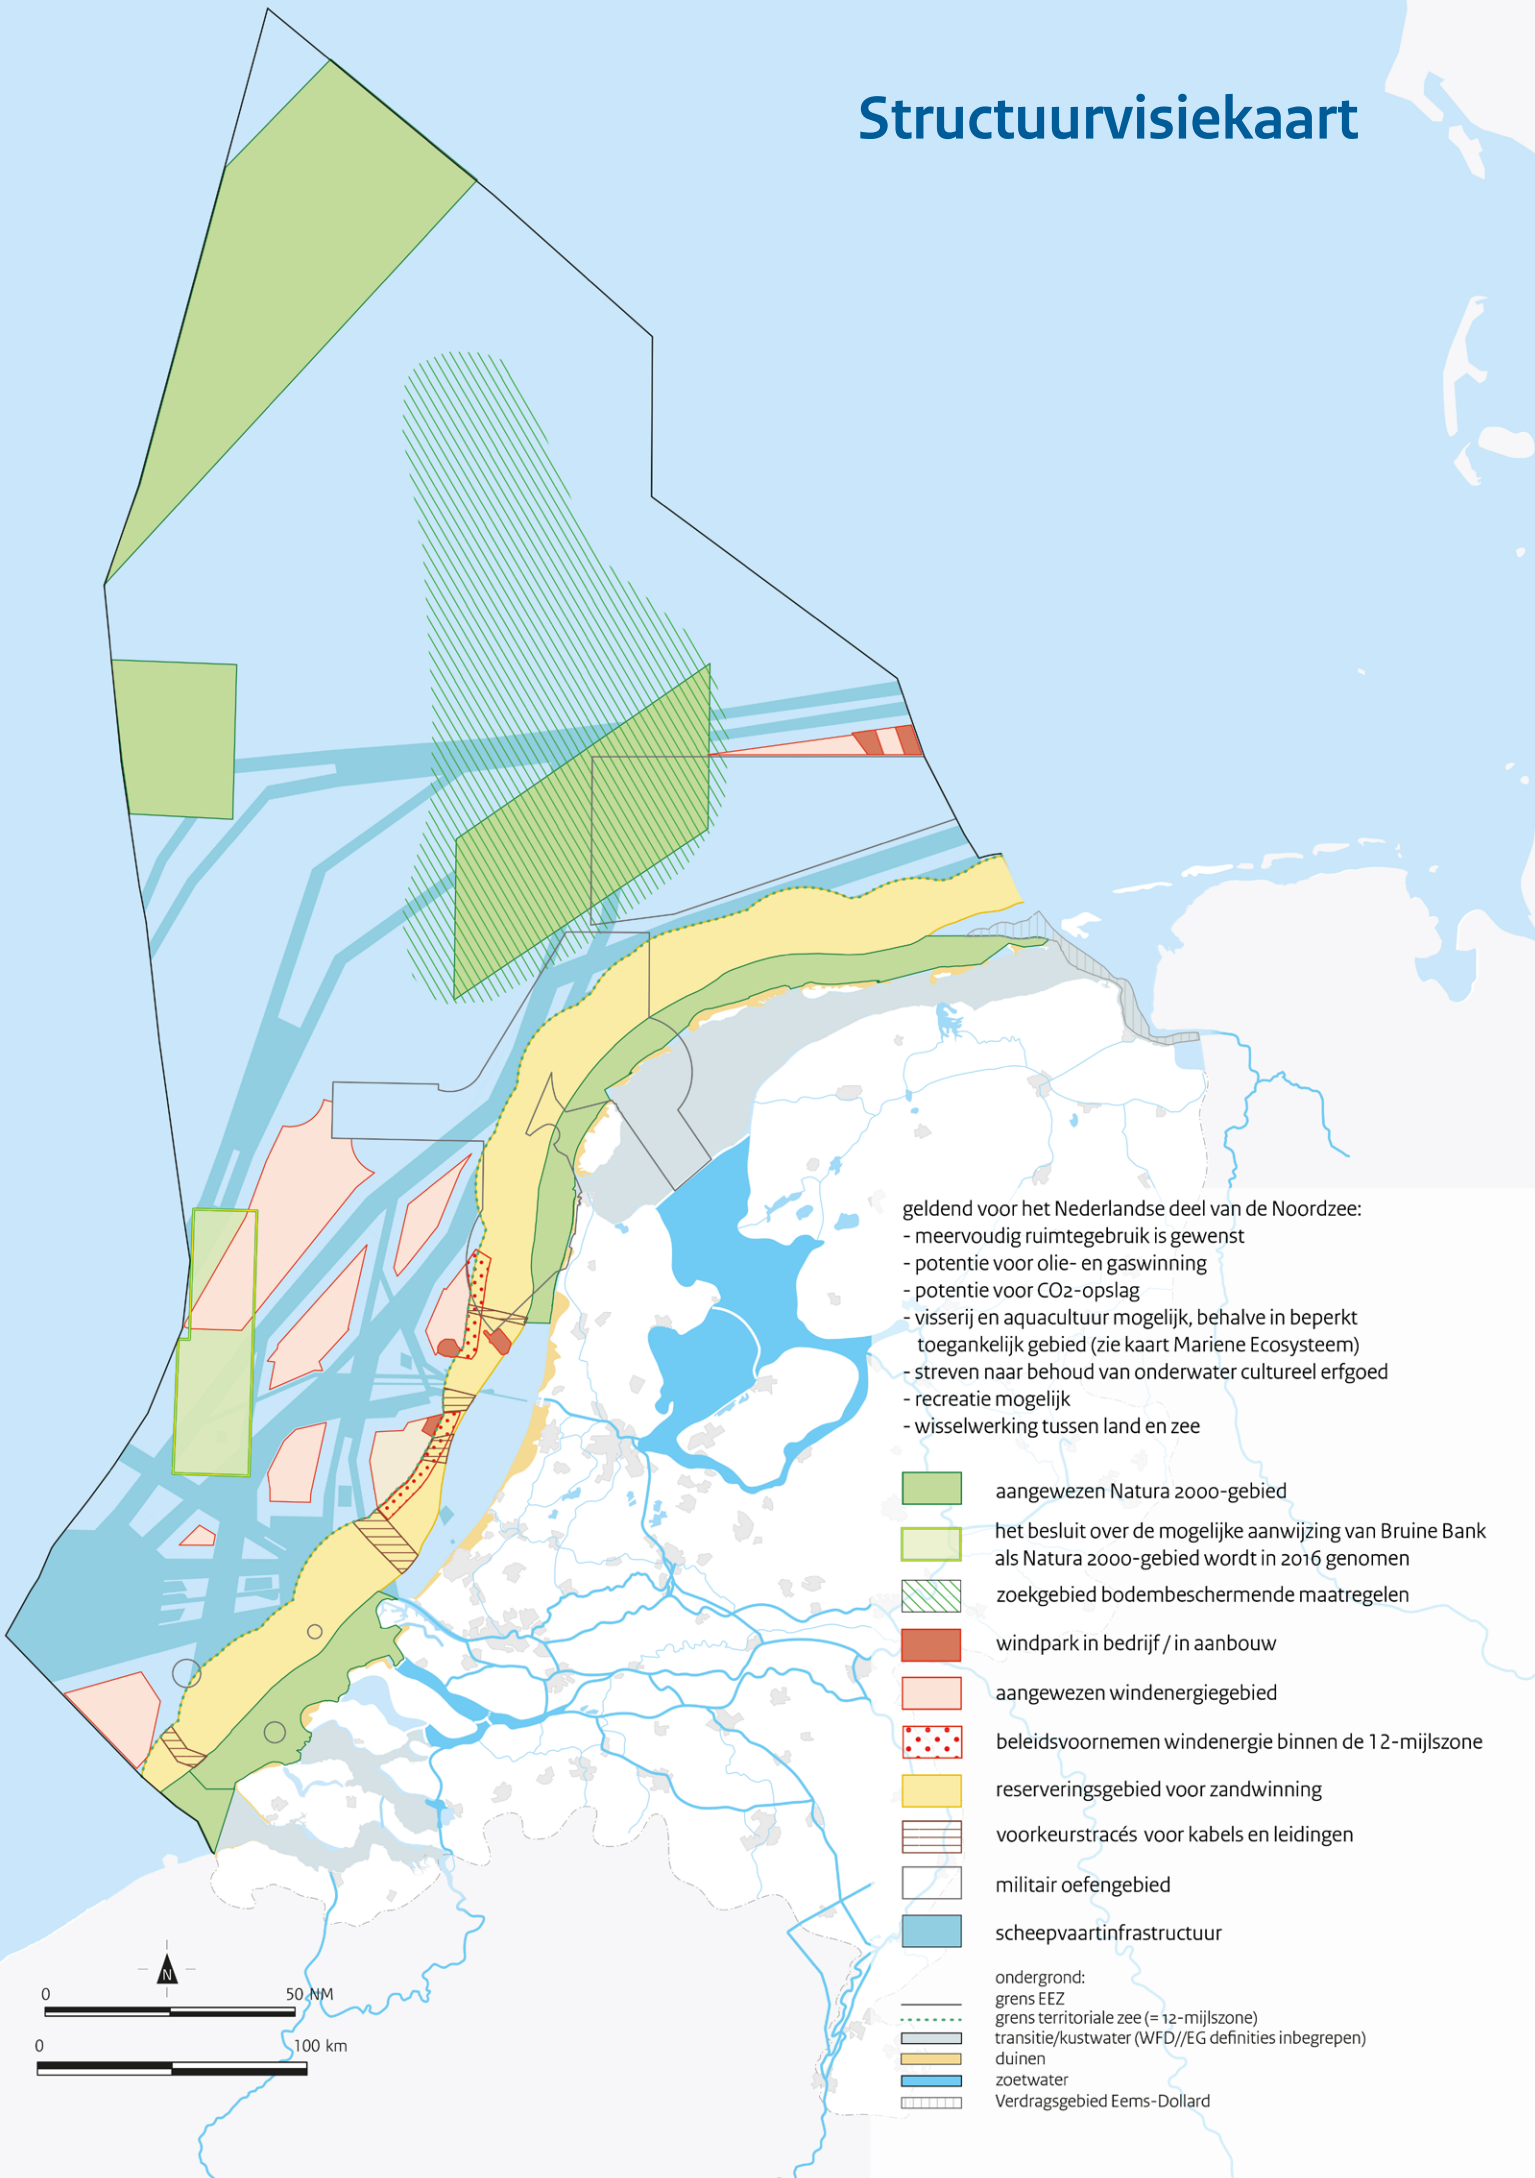 Structuurvisiekaart
geldend voor het Nederlandse deel van de Noordzee:
- meervoudig ruimtegebruik is gewenst
- potentie voor olie- en gaswinning
- potentie voor CO2-opslag
- visserij en aquacultuur mogelijk, behalve in beperkt
toegankelijk gebied (zie kaart Mariene Ecosysteem)
- streven naar behoud van onderwater cultureel erfgoed
- recreatie mogelijk
- wisselwerking tussen land en zee
aangewezen Natura 2000-gebied
het besluit over de mogelijke aanwijzing van Bruine Bank
als Natura 2000-gebied wordt in 2016 genomen
zoekgebied bodembeschermende maatregelen
windpark in bedrijf / in aanbouw
aangewezen windenergiegebied
beleidsvoornemen windenergie binnen de 12-mijlszone
reserveringsgebied voor zandwinning
voorkeurstracés voor kabels en leidingen
militair oefengebied
scheepvaartinfrastructuur
ondergrond:
grens EEZ
grens territoriale zee (= 12-mijlszone)
transitie/kustwater (WFD//EG definities inbegrepen)
duinen
zoetwater
Verdragsgebied Eems-Dollard
N
0 50 NM
0 100 km